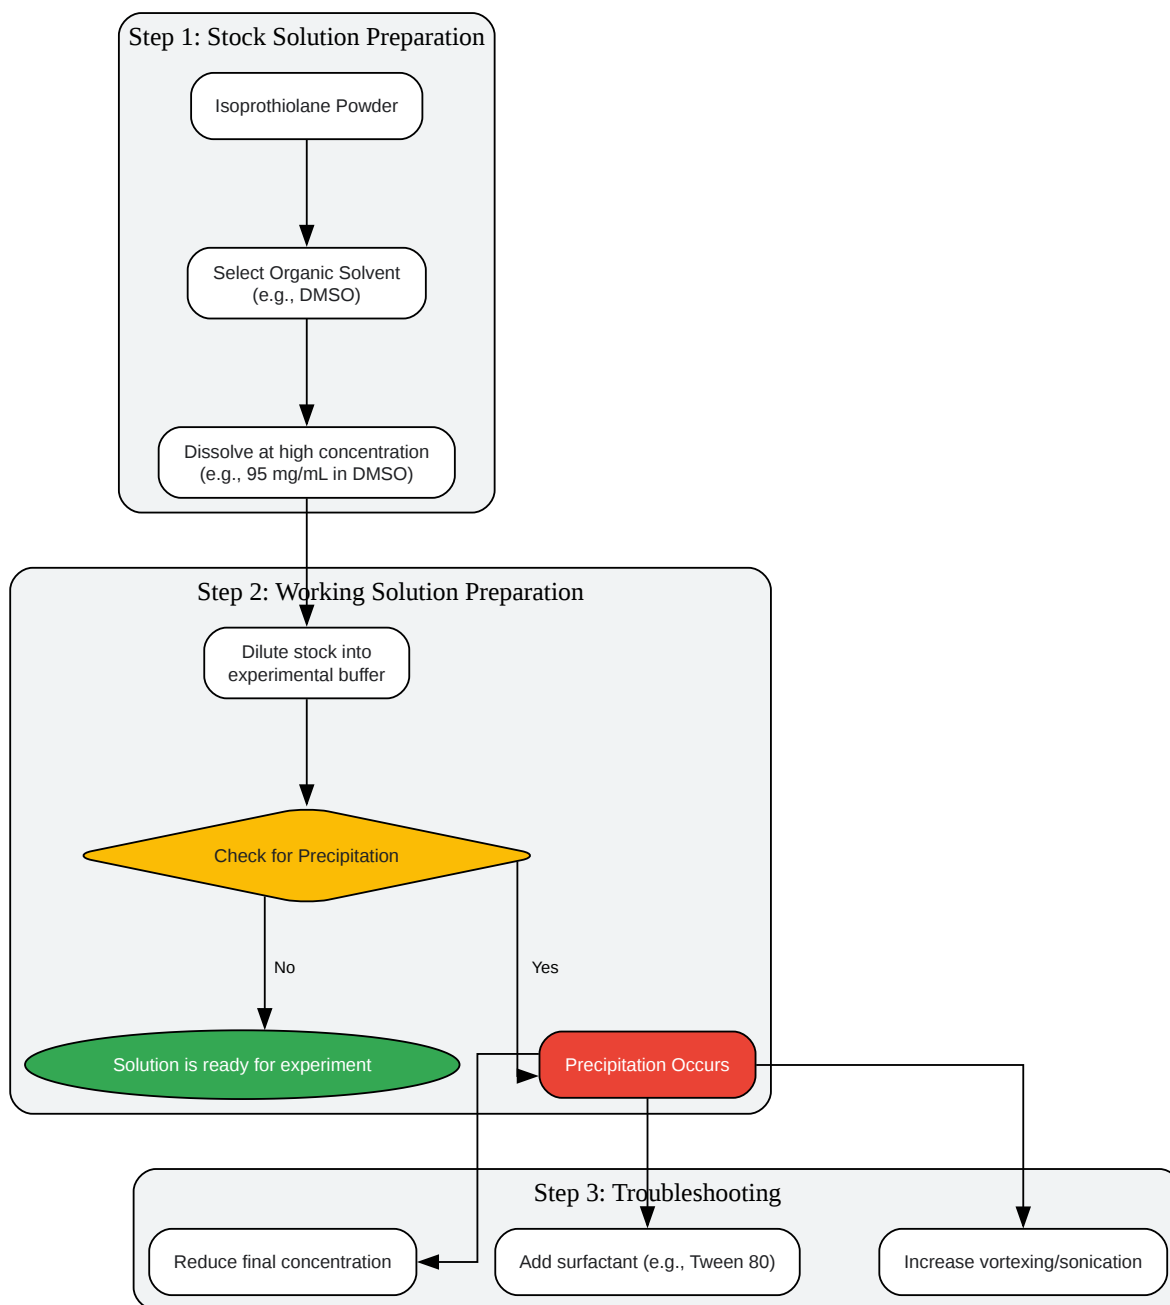 Step 1: Stock Solution Preparation
Isoprothiolane Powder
Select Organic Solvent
(e.g., DMSO)
Dissolve at high concentration
(e.g., 95 mg/mL in DMSO)
Step 2: Working Solution Preparation
Dilute stock into
experimental buffer
Check for Precipitation
No
Yes
Solution is ready for experiment
Precipitation Occurs
Step 3: Troubleshooting
Reduce final concentration
Add surfactant (e.g., Tween 80)
Increase vortexing/sonication